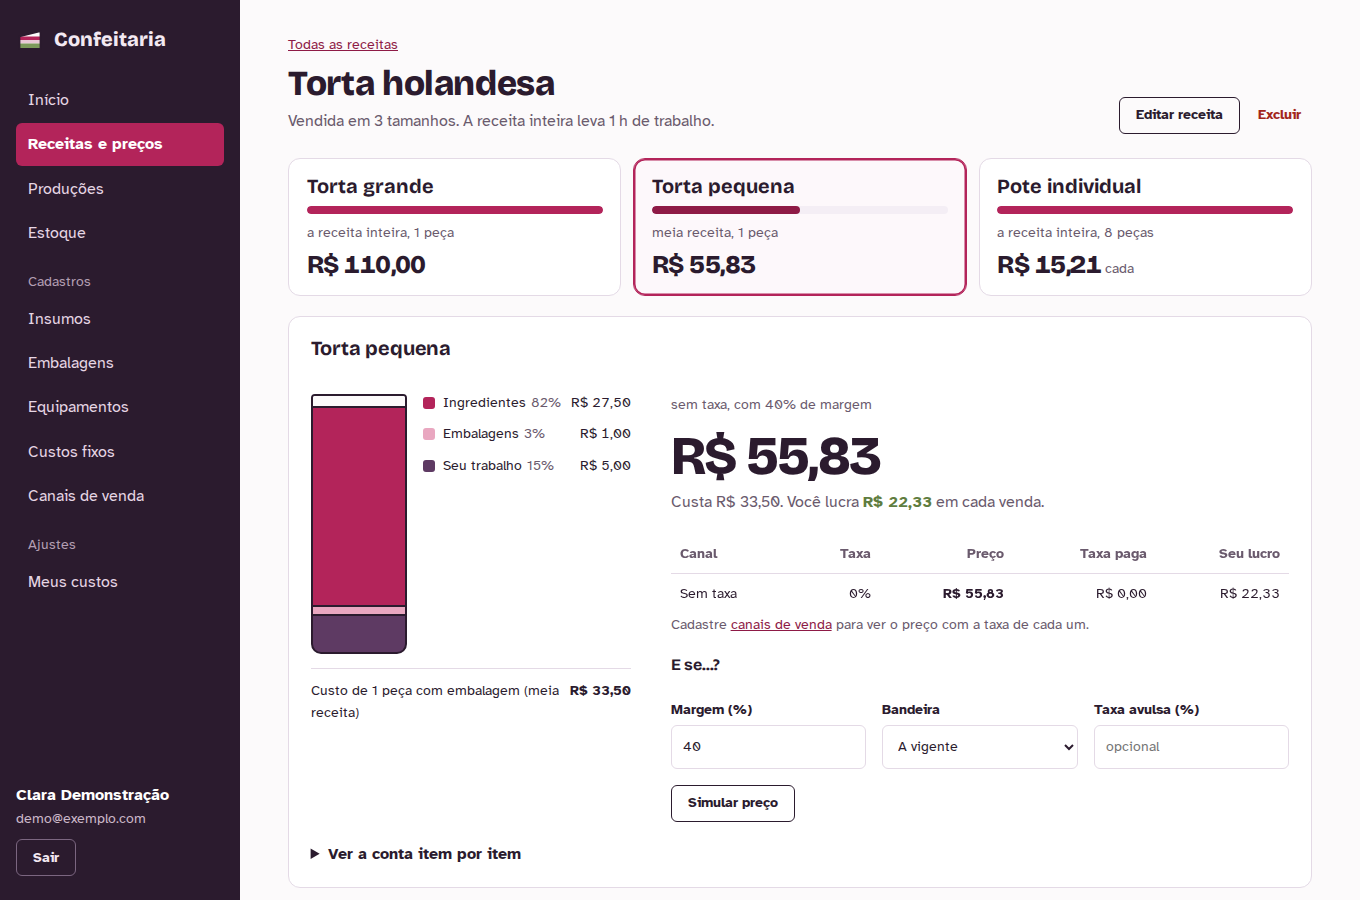 Confeitaria
Início
Receitas e preços
Produções
Estoque
Cadastros
Insumos
Embalagens
Equipamentos
Custos fixos
Canais de venda
Ajustes
Meus custos
Clara Demonstração
demo@exemplo.com
Sair
Todas as receitas
Torta holandesa
Vendida em 3 tamanhos. A receita inteira leva 1 h de trabalho.
Editar receita
Excluir
Torta grande
a receita inteira, 1 peça
R$ 110,00
Torta pequena
meia receita, 1 peça
R$ 55,83
Pote individual
a receita inteira, 8 peças
R$ 15,21 cada
Torta pequena
Ingredientes 82% R$ 27,50
Embalagens 3% R$ 1,00
Seu trabalho 15% R$ 5,00
Custo de 1 peça com embalagem (meia R$ 33,50
receita)
sem taxa, com 40% de margem
R$ 55,83
Custa R$ 33,50. Você lucra R$ 22,33 em cada venda.
Canal Taxa Preço Taxa paga Seu lucro
Sem taxa 0% R$ 55,83 R$ 0,00 R$ 22,33
Cadastre canais de venda para ver o preço com a taxa de cada um.
E se...?
Margem (%) Bandeira Taxa avulsa (%)
40 A vigente opcional
Simular preço
Ver a conta item por item